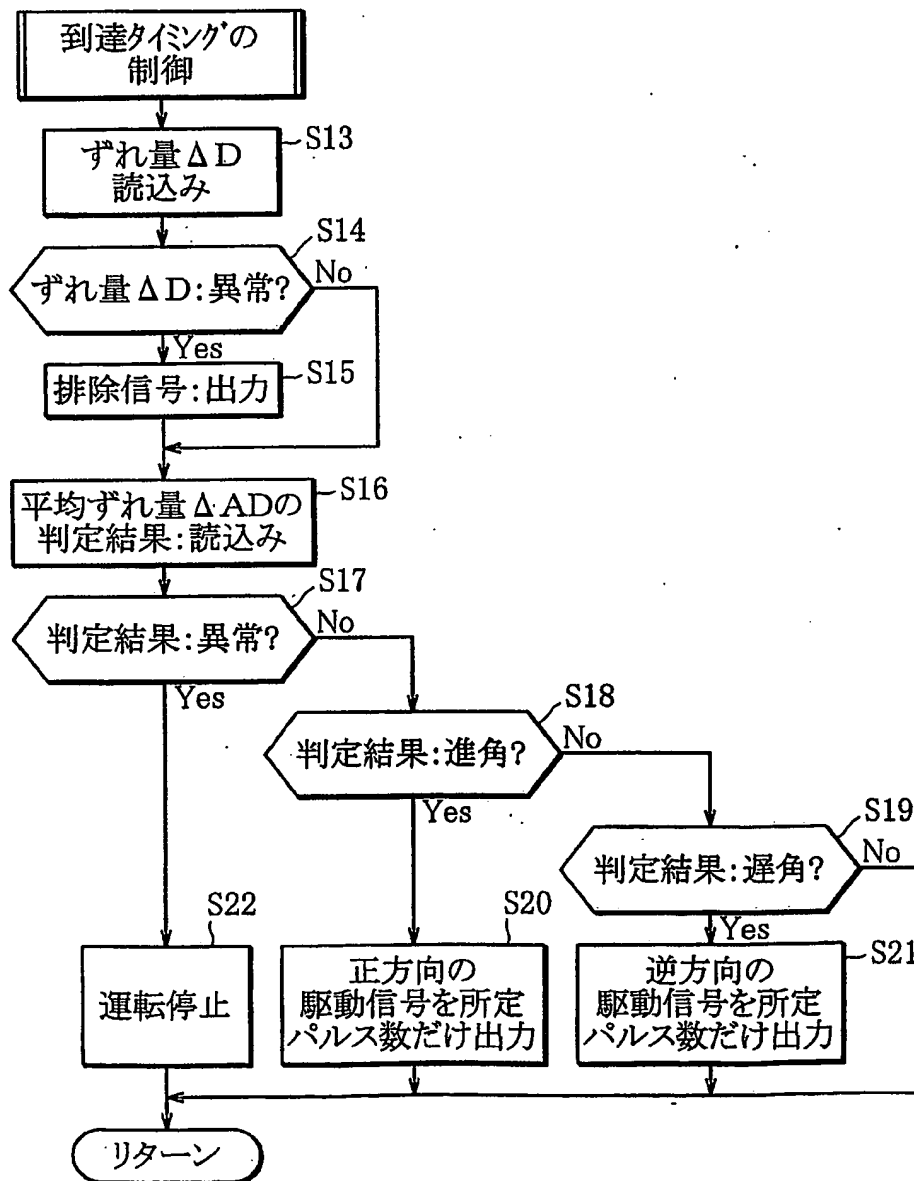 到達タイミングの
制御
S13
ずれ量ΔD
読込み
S14
ずれ量ΔD:異常?
No
Yes
S15
排除信号:出力
S16
平均ずれ量ΔADの
判定結果:読込み
S17
判定結果:異常?
No
Yes
S18
判定結果:進角?
No
Yes
S19
判定結果:遅角?
No
Yes
S22
運転停止
S20
正方向の
駆動信号を所定
パルス数だけ出力
S21
逆方向の
駆動信号を所定
パルス数だけ出力
リターン